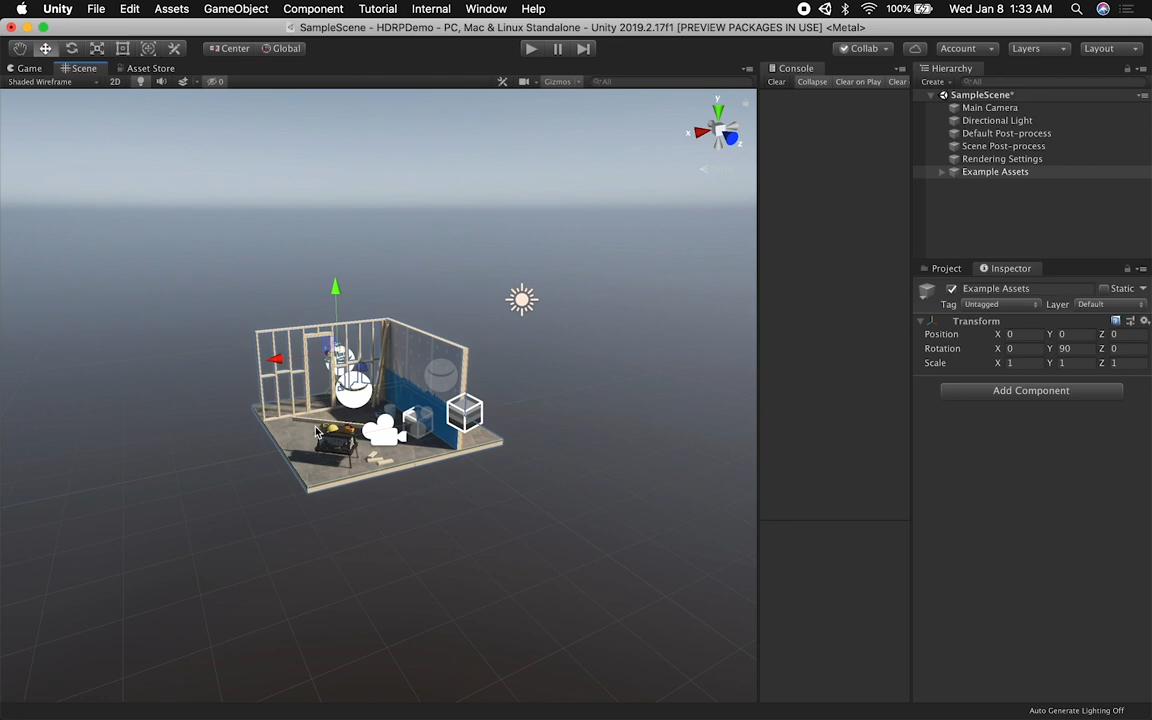 Unity File Edit Assets GameObject Component Tutorial Internal Window Help 100% Wed Jan 8 1:33 AM
SampleScene - HDRPDemo - PC, Mac & Linux Standalone - Unity 2019.2.17f1 [PREVIEW PACKAGES IN USE] <Metal>
Center Global Collab Account Layers Layout
Game Scene Asset Store Console Hierarchy
Shaded Wireframe 2D 0 Gizmos All Clear Collapse Clear on Play Clear Create All
SampleScene*
Main Camera
Directional Light
Default Post-process
Scene Post-process
Rendering Settings
Example Assets
y
x
z
Project Inspector
Example Assets Static
Tag Untagged Layer Default
Transform
Position X 0 Y 0 Z 0
Rotation X 0 Y 90 Z 0
Scale X 1 Y 1 Z 1
Add Component
Auto Generate Lighting Off